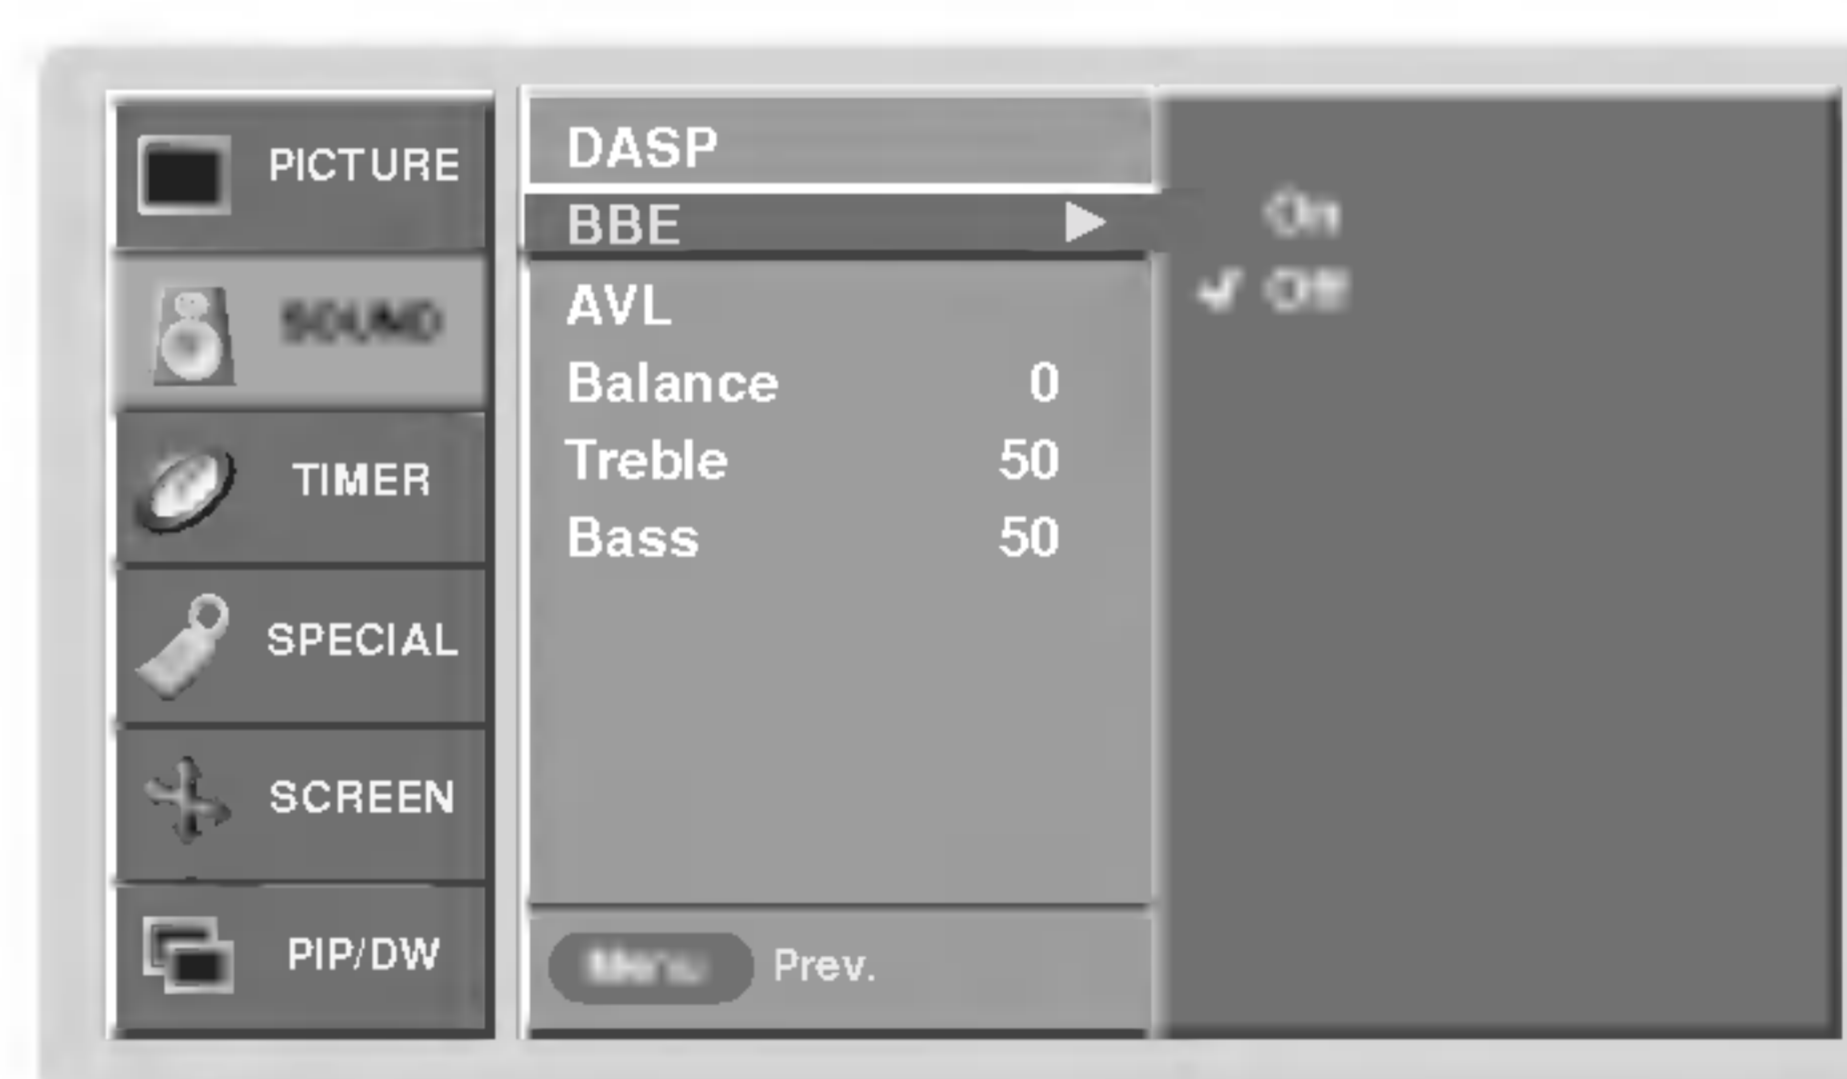 PICTURE
SOUND
TIMER
SPECIAL
SCREEN
PIP/DW
DASP
BBE
AVL
Balance 0
Treble 50
Bass 50
Menu Prev.
On
Off